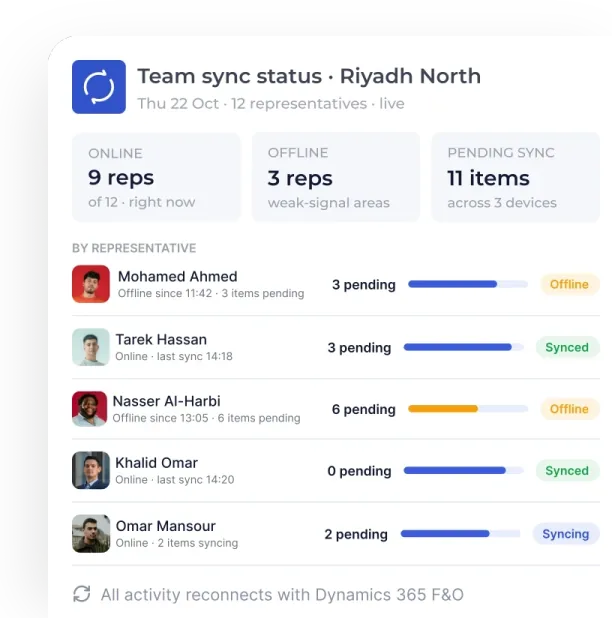 Team sync status · Riyadh North
Thu 22 Oct · 12 representatives · live
ONLINE
9 reps
of 12 · right now
OFFLINE
3 reps
weak-signal areas
PENDING SYNC
11 items
across 3 devices
BY REPRESENTATIVE
Mohamed Ahmed
Offline since 11:42 · 3 items pending
3 pending
Offline
Tarek Hassan
Online · last sync 14:18
3 pending
Synced
Nasser Al-Harbi
Offline since 13:05 · 6 items pending
6 pending
Offline
Khalid Omar
Online · last sync 14:20
0 pending
Synced
Omar Mansour
Online · 2 items syncing
2 pending
Syncing
All activity reconnects with Dynamics 365 F&O